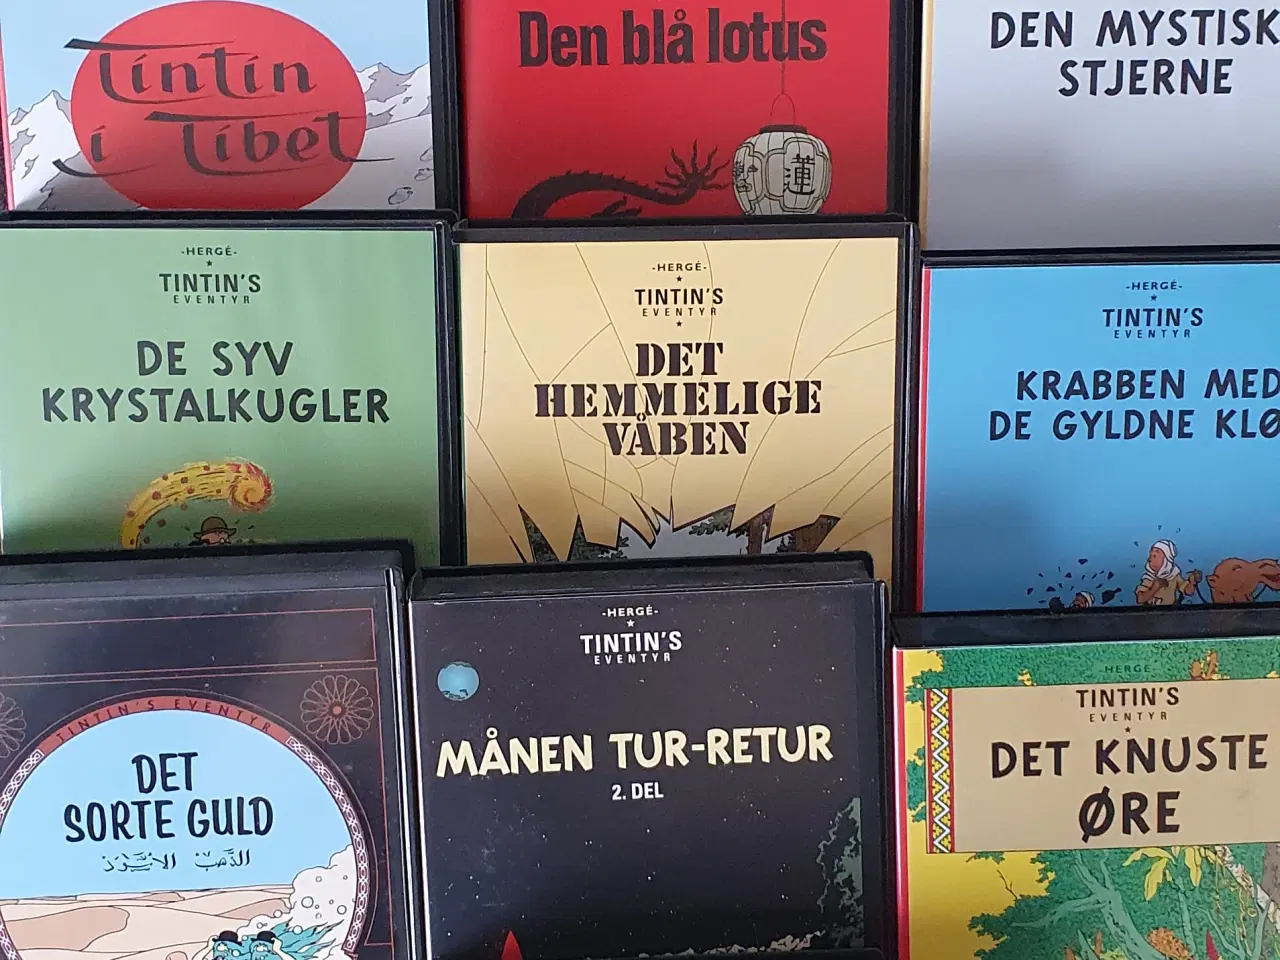 Tintin
i Tibet
Den blå lotus
蓮
DEN MYSTISK
STJERNE
-HERGÉ-
TINTIN'S
EVENTYR
DE SYV
KRYSTALKUGLER
-HERGÉ-
TINTIN'S
EVENTYR
DET
HEMMELIGE
VÅBEN
-HERGÉ-
TINTIN'S
EVENTYR
KRABBEN MED
DE GYLDNE KLØ
TINTIN'S EVENTYR
DET
SORTE GULD
-HERGÉ-
TINTIN'S
EVENTYR
MÅNEN TUR-RETUR
2. DEL
-HERGÉ-
TINTIN'S
EVENTYR
DET KNUSTE
ØRE